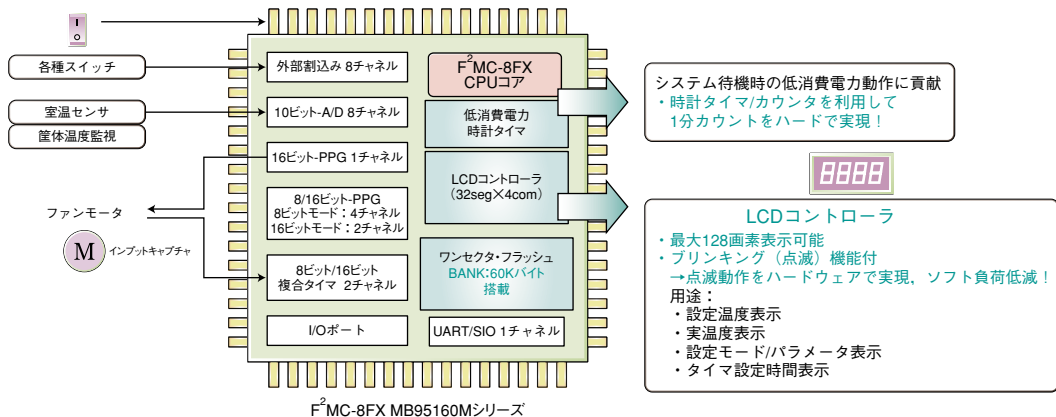 I
O
各種スイッチ
室温センサ
筐体温度監視
ファンモータ
M
インプットキャプチャ
外部割込み 8チャネル
10ビット-A/D 8チャネル
16ビット-PPG 1チャネル
8/16ビット-PPG
8ビットモード：4チャネル
16ビットモード：2チャネル
8ビット/16ビット
複合タイマ 2チャネル
I/Oポート
F²MC-8FX
CPUコア
低消費電力
時計タイマ
LCDコントローラ
（32seg×4com）
ワンセクタ・フラッシュ
BANK:60Kバイト
搭載
UART/SIO 1チャネル
F²MC-8FX MB95160Mシリーズ
システム待機時の低消費電力動作に貢献
・時計タイマ/カウンタを利用して
1分カウントをハードで実現！
8888
LCDコントローラ
・最大128画素表示可能
・ブリンキング（点滅）機能付
→点滅動作をハードウェアで実現，ソフト負荷低減！
用途：
・設定温度表示
・実温度表示
・設定モード/パラメータ表示
・タイマ設定時間表示